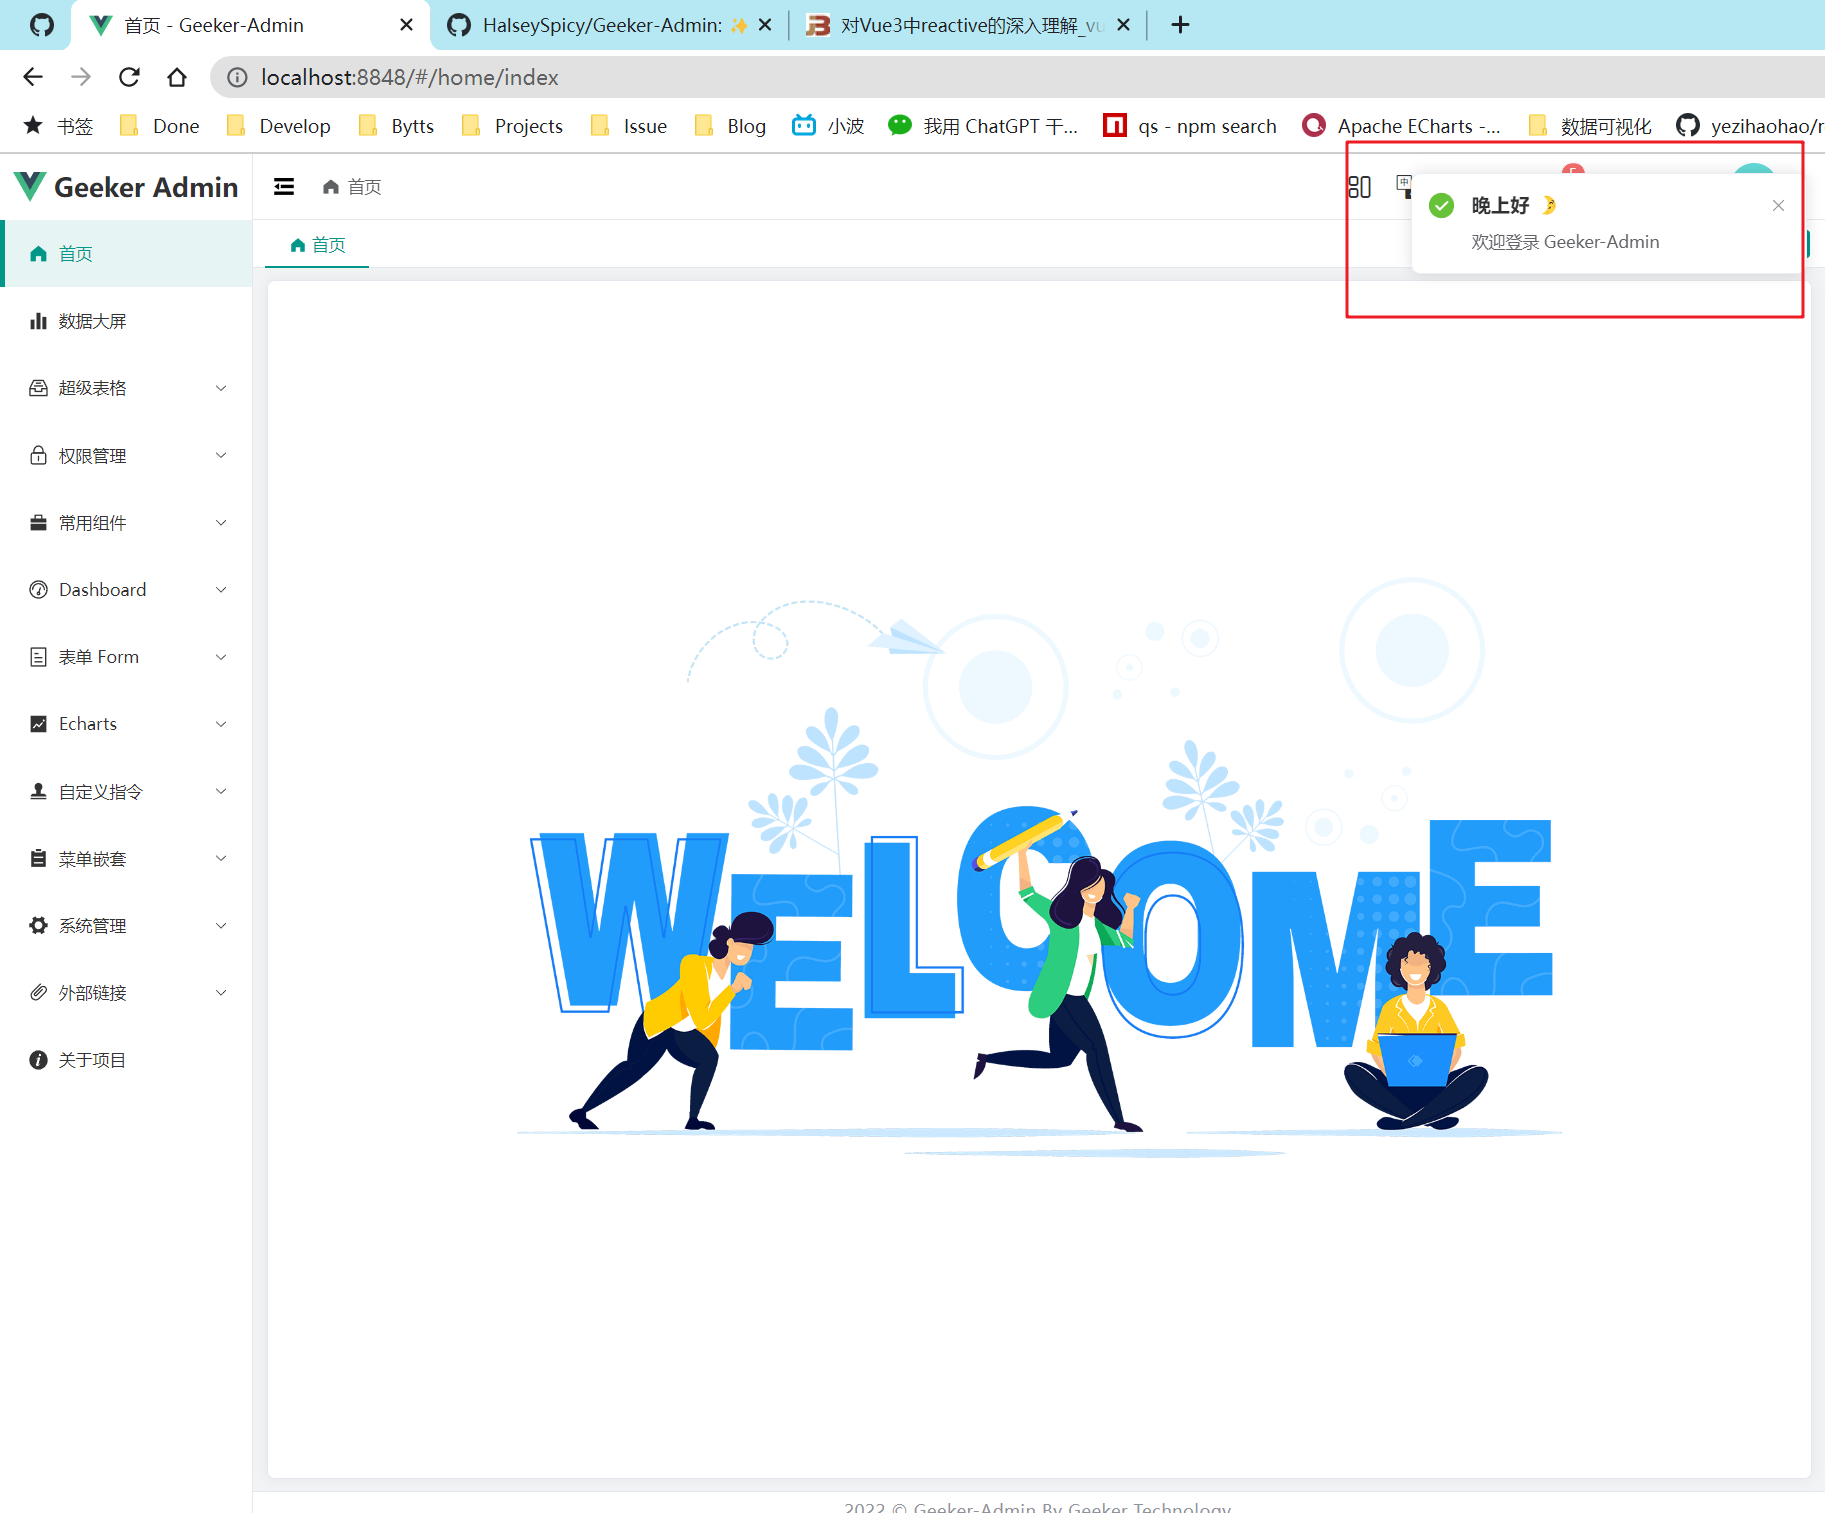 首页 - Geeker-Admin
HalseySpicy/Geeker-Admin: ✨
对Vue3中reactive的深入理解_vu
localhost:8848/#/home/index
书签 Done Develop Bytts Projects Issue Blog 小波 我用 ChatGPT 干... qs - npm search Apache ECharts -... 数据可视化 yezihaohao/r
Geeker Admin
首页
中
晚上好 🌛
欢迎登录 Geeker-Admin
首页
首页
数据大屏
超级表格
权限管理
常用组件
Dashboard
表单 Form
Echarts
自定义指令
菜单嵌套
系统管理
外部链接
关于项目
WELCOME
2022 © Geeker-Admin By Geeker Technology.